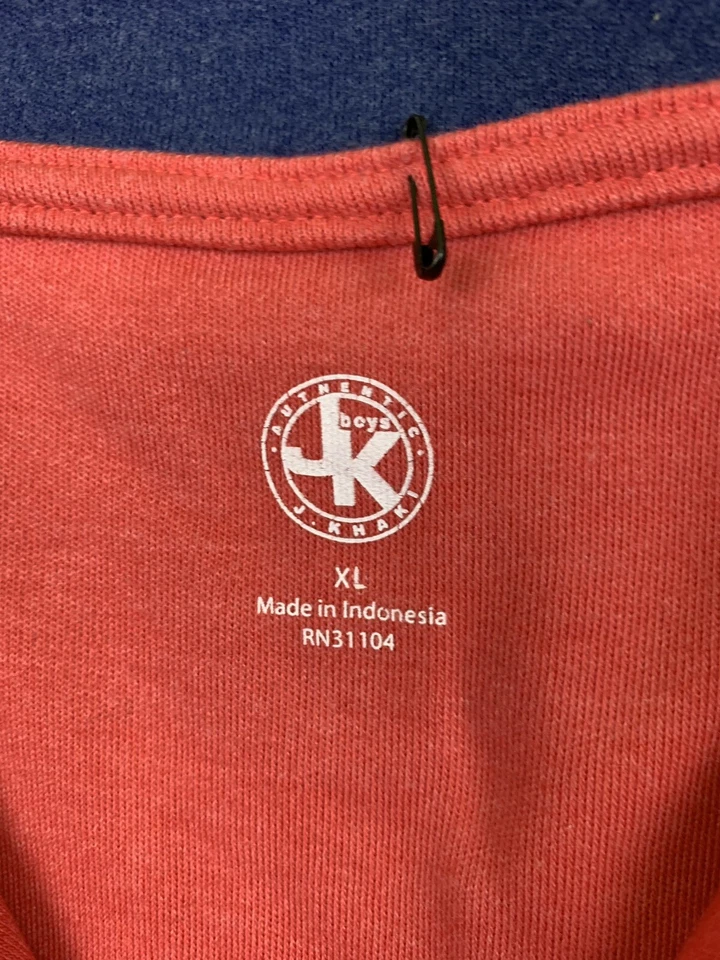 AUTHENTIC
boys
JK
J. KHAKI
XL
Made in Indonesia
RN31104